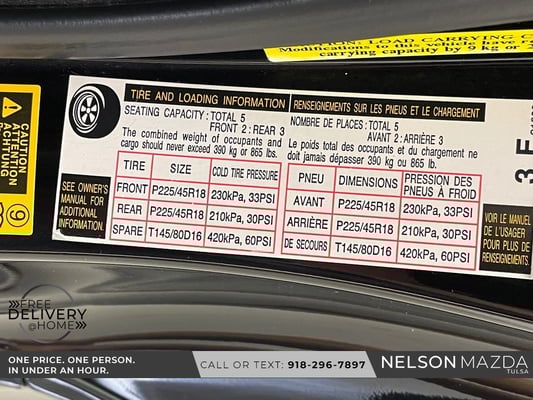 LOAD CARRYING C
Modifications to this vehicle have
carrying capacity by 9 kg or 2
TIRE AND LOADING INFORMATION
RENSEIGNEMENTS SUR LES PNEUS ET LE CHARGEMENT
SEATING CAPACITY: TOTAL 5
FRONT 2: REAR 3
The combined weight of occupants and
cargo should never exceed 390 kg or 865 lbs.
NOMBRE DE PLACES: TOTAL 5
AVANT 2: ARRIÈRE 3
Le poids total des occupants et du chargement ne
doit jamais dépasser 390 kg ou 865 lb.
TIRE SIZE COLD TIRE PRESSURE
FRONT P225/45R18 230kPa, 33PSI
REAR P225/45R18 210kPa, 30PSI
SPARE T145/80D16 420kPa, 60PSI
SEE OWNER'S
MANUAL FOR
ADDITIONAL
INFORMATION.
PNEU DIMENSIONS PRESSION DES
PNEUS À FROID
AVANT P225/45R18 230kPa, 33PSI
ARRIÈRE P225/45R18 210kPa, 30PSI
DE SECOURS T145/80D16 420kPa, 60PSI
VOIR LE MANUEL
DE L'USAGER
POUR PLUS DE
RENSEIGNEMENTS.
CAUTION
ATTENTION
ACHTUNG
9
3 F
FREE
DELIVERY
@HOME
ONE PRICE. ONE PERSON.
IN UNDER AN HOUR.
CALL OR TEXT: 918-296-7897
NELSON MAZDA
TULSA